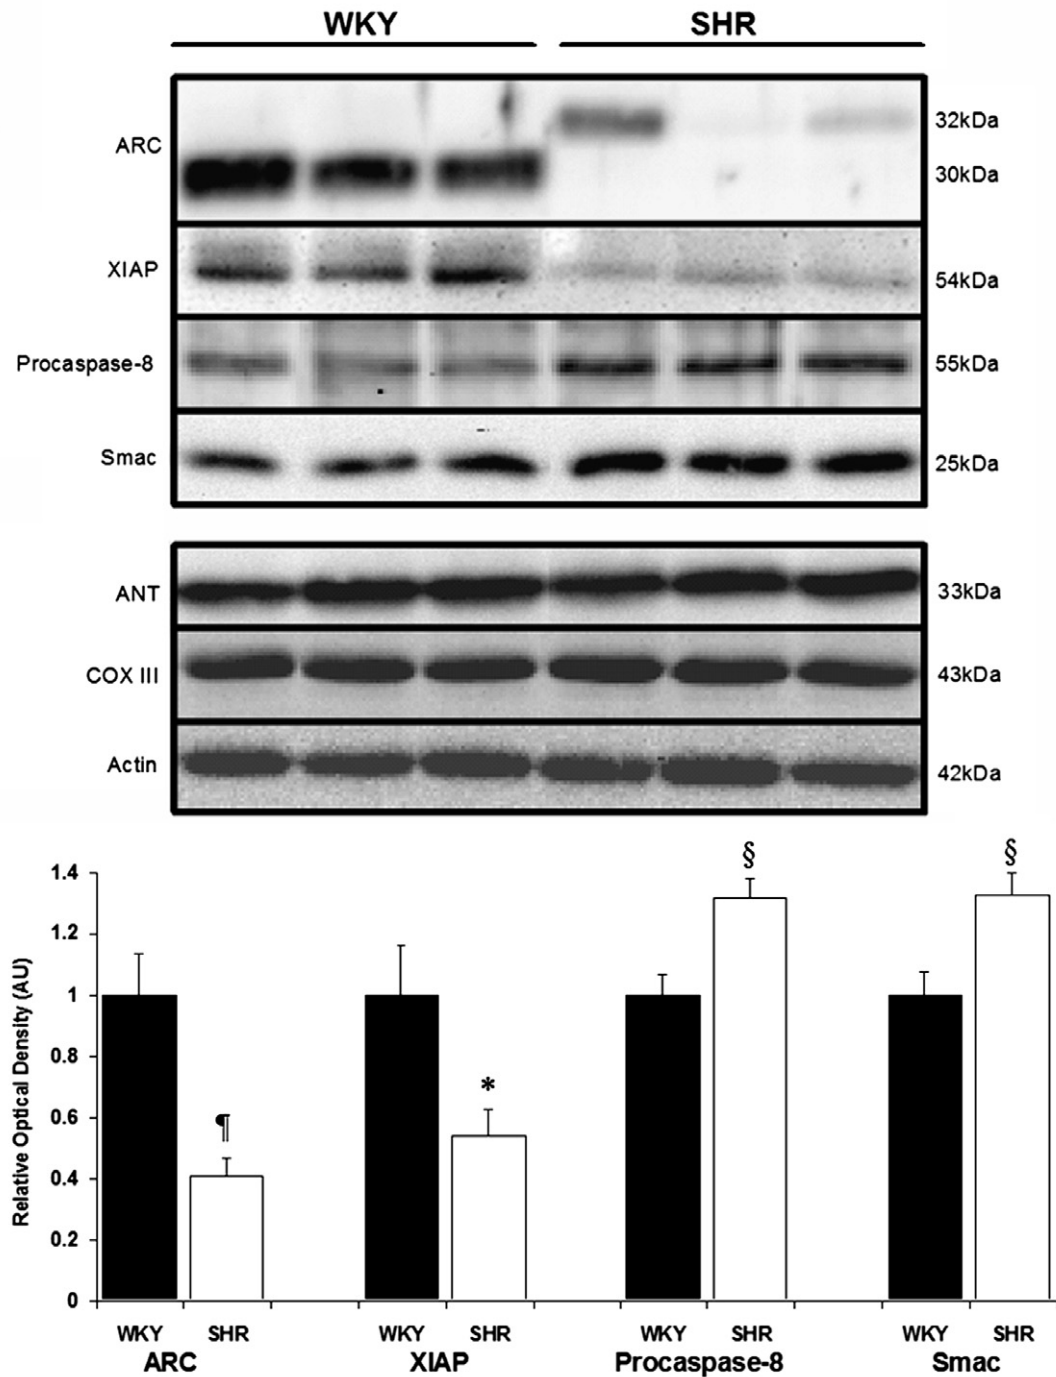 WKY SHR
ARC 32kDa
30kDa
XIAP 54kDa
Procaspase-8 55kDa
Smac 25kDa
ANT 33kDa
COX III 43kDa
Actin 42kDa
§ §
1.4
1.2
1
0.8 *
0.6 ¶
0.4
0.2
0
Relative Optical Density (AU)
WKY SHR WKY SHR WKY SHR WKY SHR
ARC XIAP Procaspase-8 Smac